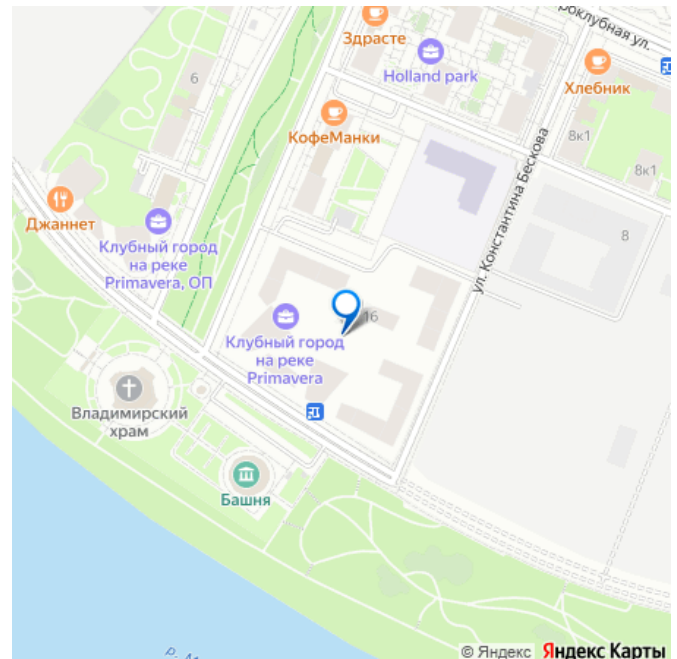 Здрасте
роклубная ул.
Holland park
Хлебник
6
КофеМанки
8к1
8к1
ул. Константина Бескова
Джаннет
8
Клубный город
на реке
Primavera, ОП
16
Клубный город
на реке
Primavera
Владимирский
храм
Башня
р. М
© Яндекс Яндекс Карты